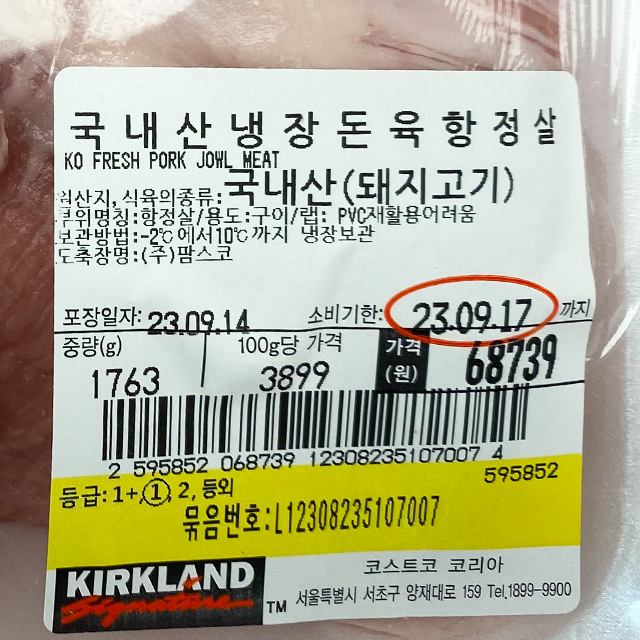 국내산냉장돈육항정살
KO FRESH PORK JOWL MEAT
원산지,식육의종류:국내산(돼지고기)
부위명칭:항정살/용도:구이/랩: PVC재활용어려움
보관방법:-2℃에서10℃까지 냉장보관
도축장명:(주)팜스코
포장일자: 23.09.14 소비기한: 23.09.17 까지
중량(g) 100g당 가격 가격(원) 68739
1763 3899
2 595852 068739 12308235107007 4
595852
등급:1+,①,2,등외
묶음번호:L12308235107007
KIRKLAND
Signature TM
코스트코 코리아
서울특별시 서초구 양재대로 159 Tel.1899-9900